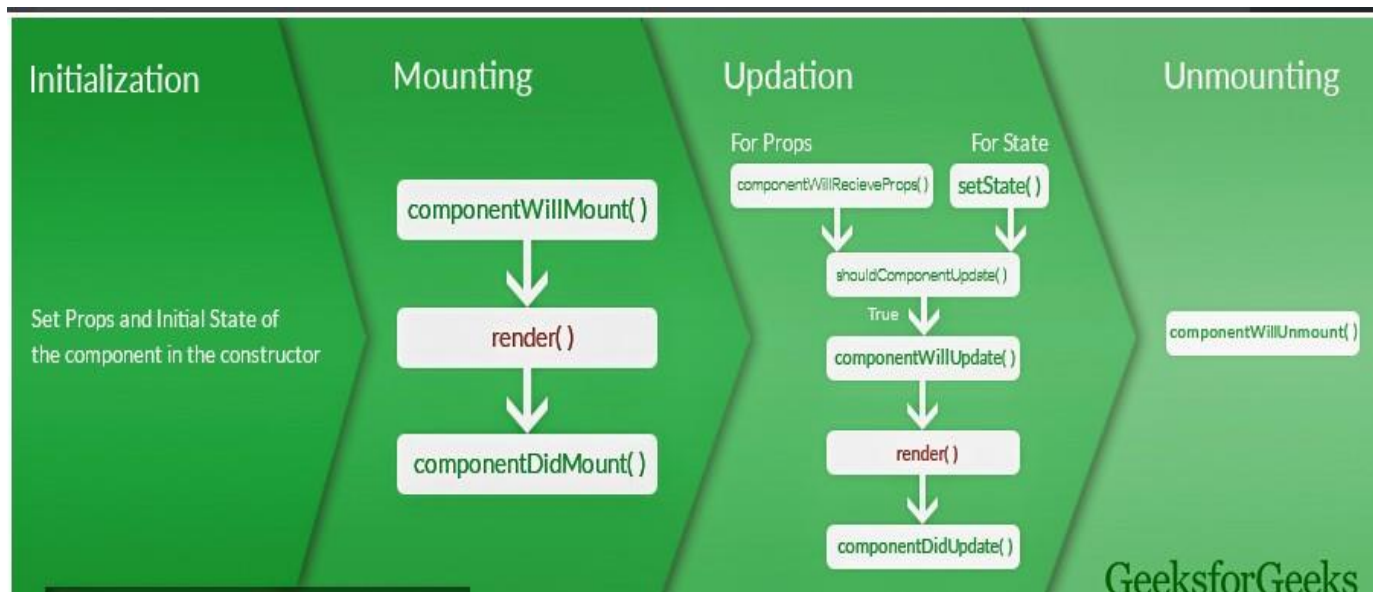 Initialization
Set Props and Initial State of
the component in the constructor
Mounting
componentWillMount( )
render( )
componentDidMount( )
Updation
For Props
For State
componentWillRecieveProps( )
setState( )
shouldComponentUpdate( )
True
componentWillUpdate( )
render( )
componentDidUpdate( )
Unmounting
componentWillUnmount( )
GeeksforGeeks